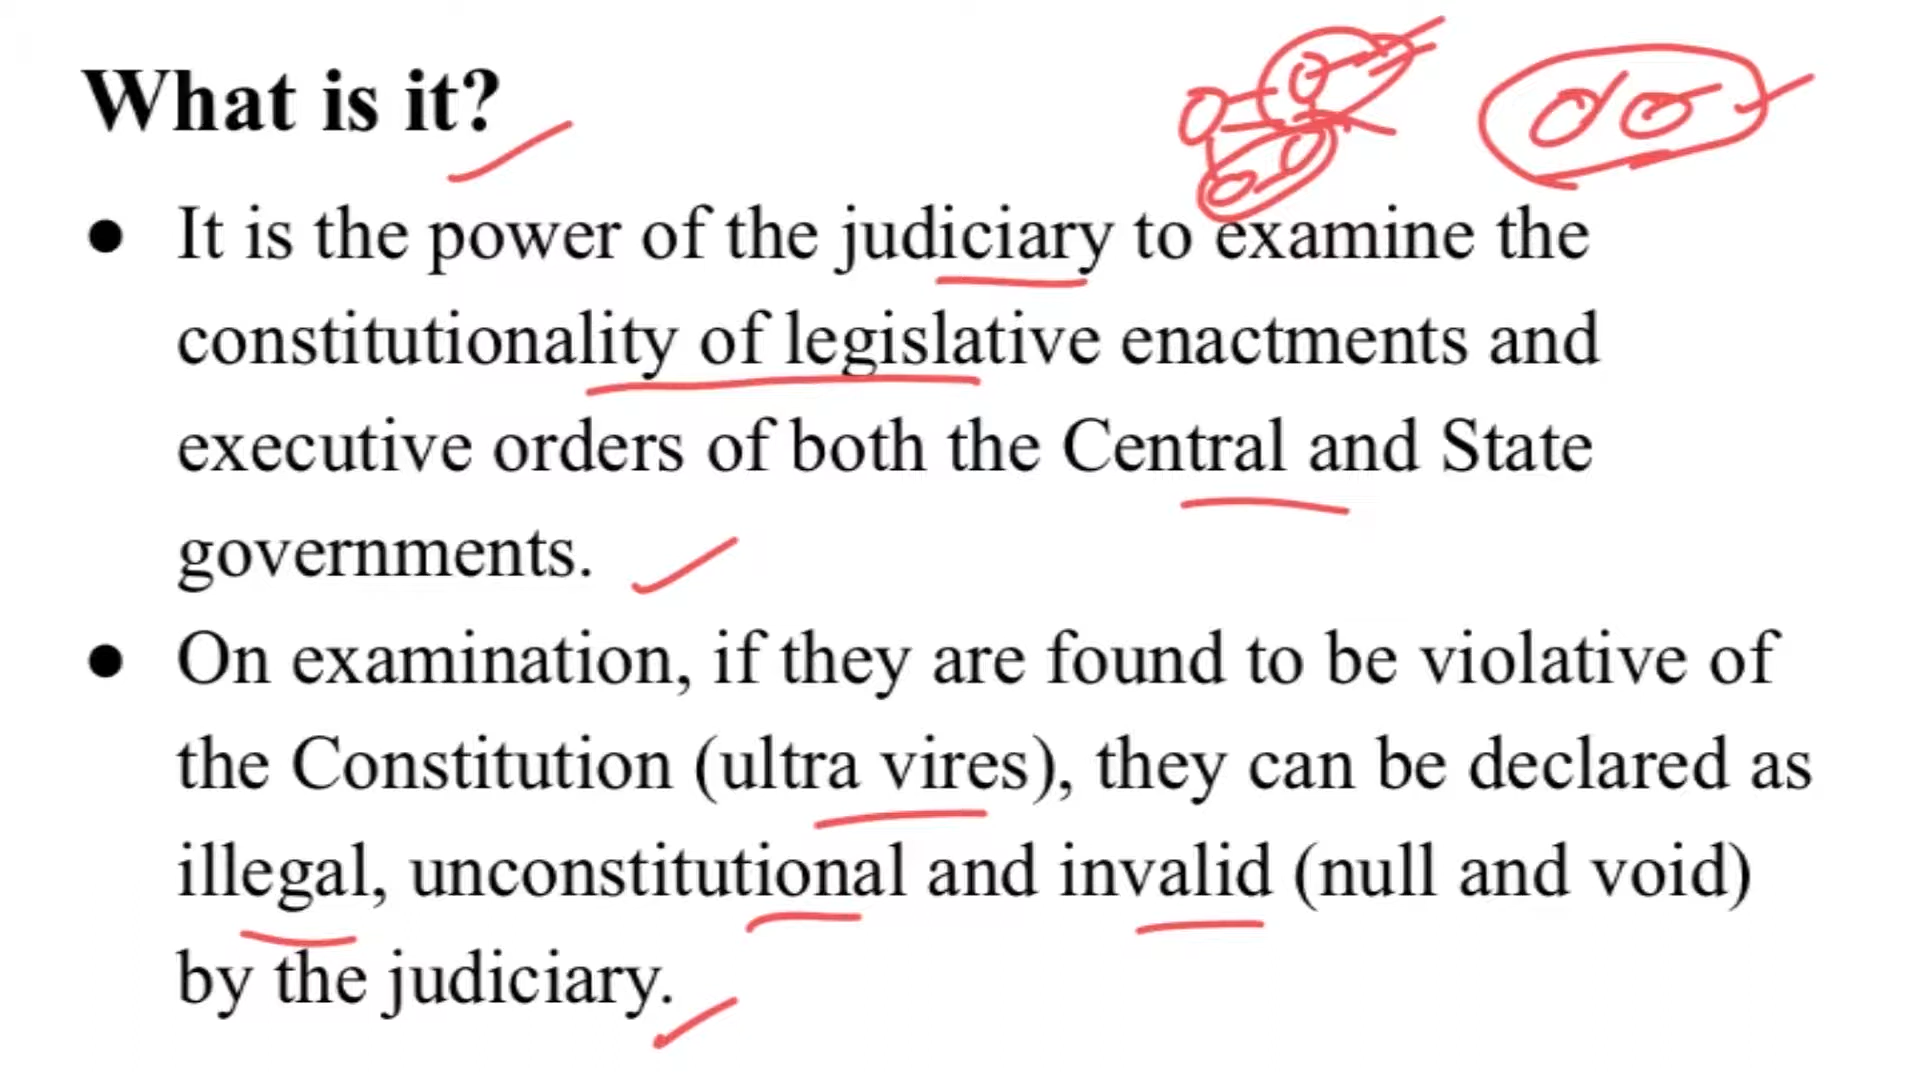 What is it?
● It is the power of the judiciary to examine the
constitutionality of legislative enactments and
executive orders of both the Central and State
governments.
● On examination, if they are found to be violative of
the Constitution (ultra vires), they can be declared as
illegal, unconstitutional and invalid (null and void)
by the judiciary.